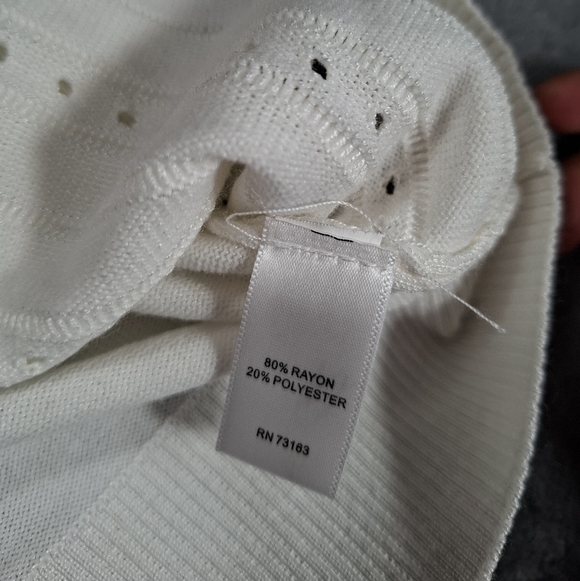 80% RAYON
20% POLYESTER
RN 73163